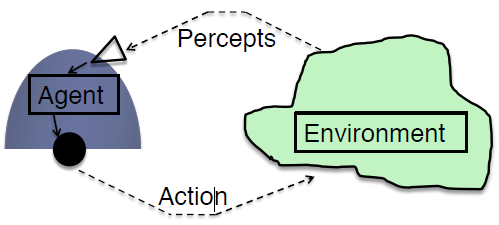 Percepts
Agent
Environment
Action